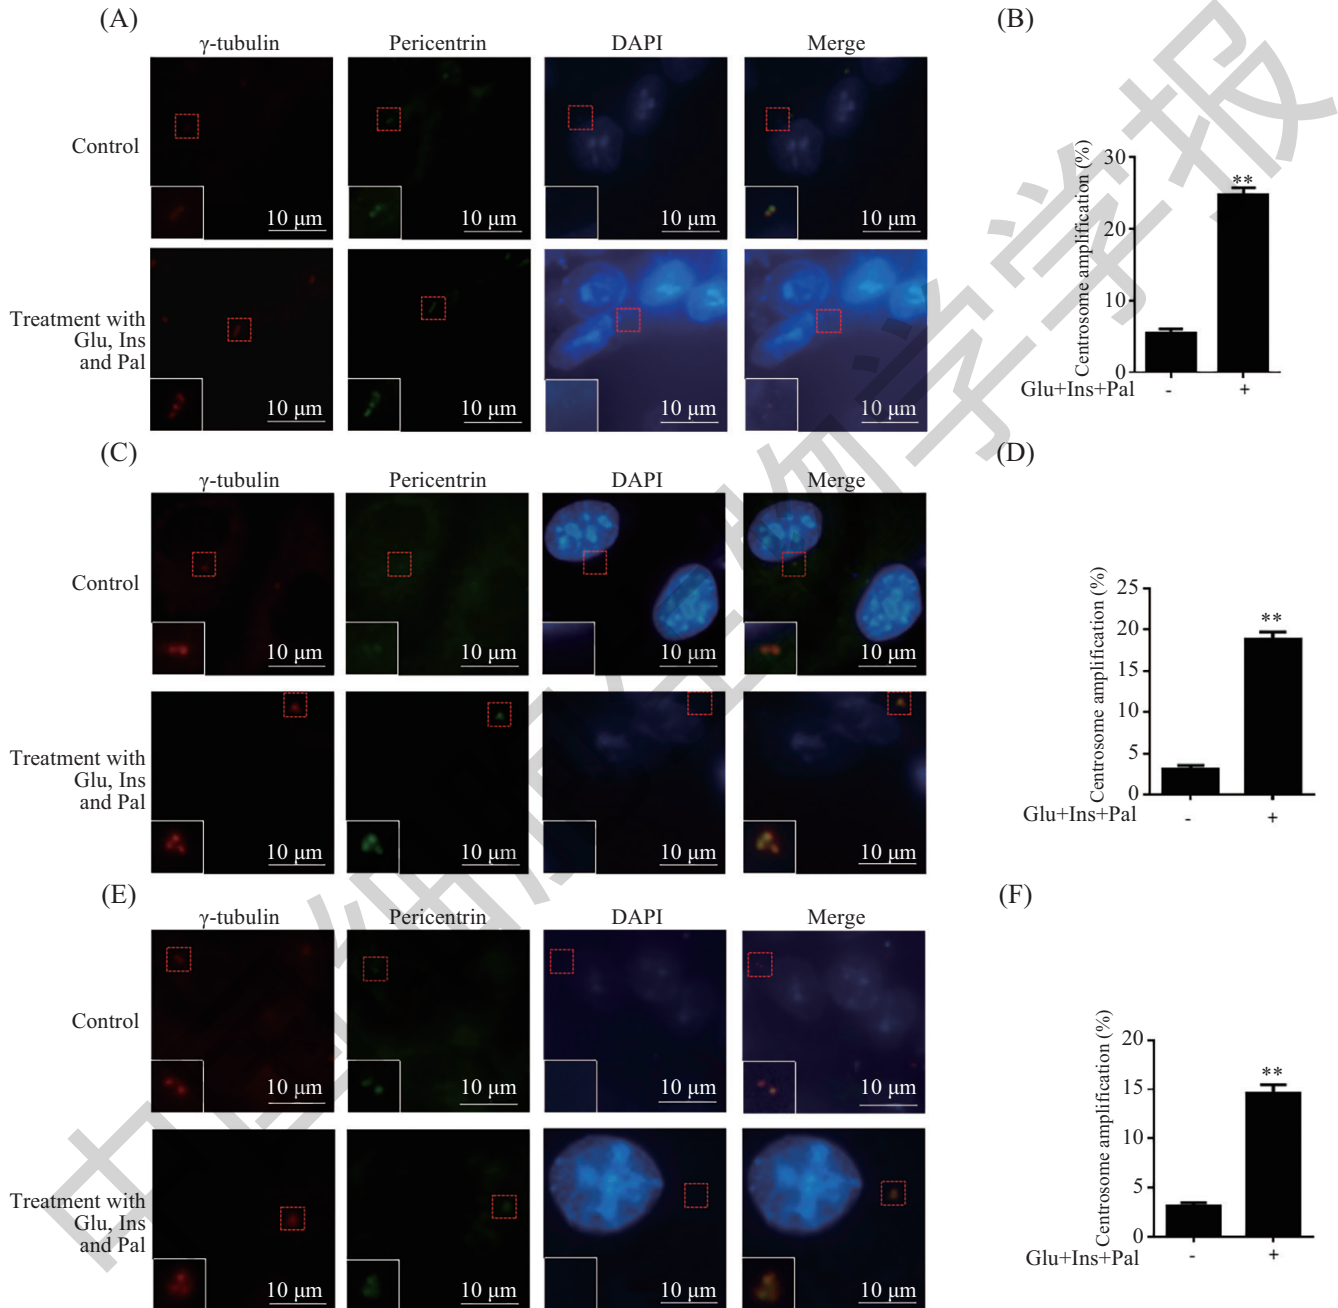 (A)
γ-tubulin Pericentrin DAPI Merge
Control
10 μm 10 μm 10 μm 10 μm
Treatment with
Glu, Ins
and Pal
10 μm 10 μm 10 μm 10 μm
(B)
Centrosome amplification (%)
30
20
10
0
**
Glu+Ins+Pal - +
(C)
γ-tubulin Pericentrin DAPI Merge
Control
10 μm 10 μm 10 μm 10 μm
Treatment with
Glu, Ins
and Pal
10 μm 10 μm 10 μm 10 μm
(D)
Centrosome amplification (%)
25
20
15
10
5
0
**
Glu+Ins+Pal - +
(E)
γ-tubulin Pericentrin DAPI Merge
Control
10 μm 10 μm 10 μm 10 μm
Treatment with
Glu, Ins
and Pal
10 μm 10 μm 10 μm 10 μm
(F)
Centrosome amplification (%)
20
15
10
5
0
**
Glu+Ins+Pal - +